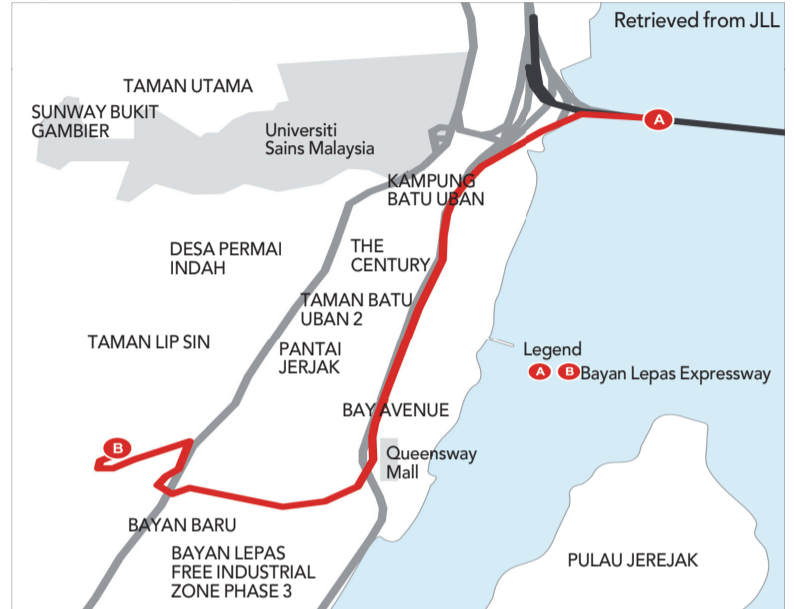 Retrieved from JLL
TAMAN UTAMA
SUNWAY BUKIT
GAMBIER
Universiti
Sains Malaysia
A
KAMPUNG
BATU UBAN
DESA PERMAI
INDAH
THE
CENTURY
TAMAN BATU
UBAN 2
TAMAN LIP SIN
PANTAI
JERJAK
Legend
A B Bayan Lepas Expressway
BAY AVENUE
B
Queensway
Mall
BAYAN BARU
BAYAN LEPAS
FREE INDUSTRIAL
ZONE PHASE 3
PULAU JEREJAK